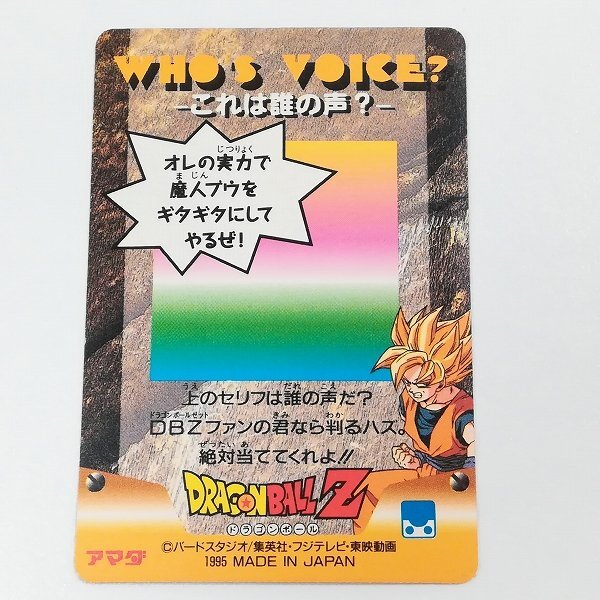 WHO'S VOICE?
－これは誰の声？－
じつりょく
オレの実力で
まじん
魔人ブウを
ギタギタにして
やるぜ！
うえ だれ こえ
上のセリフは誰の声だ？
ドラゴンボールゼット きみ わか
DBZファンの君なら判るハズ。
ぜったい あ
絶対当ててくれよ!!
DRAGONBALL Z
ドラゴンボール
アマダ
©バードスタジオ/集英社・フジテレビ・東映動画
1995 MADE IN JAPAN